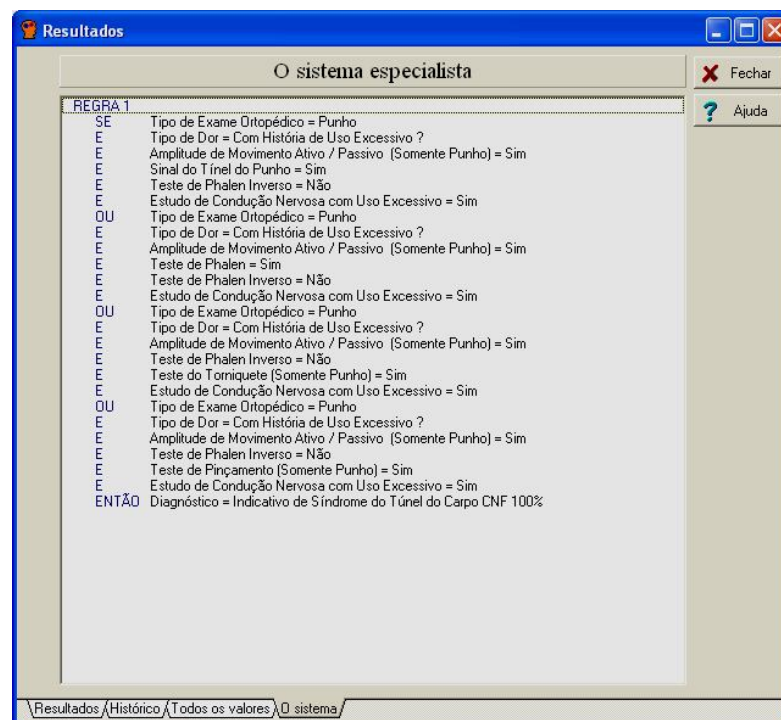 Resultados
O sistema especialista
Fechar
Ajuda
REGRA 1
SE Tipo de Exame Ortopédico = Punho
E Tipo de Dor = Com História de Uso Excessivo ?
E Amplitude de Movimento Ativo / Passivo (Somente Punho) = Sim
E Sinal do Tínel do Punho = Sim
E Teste de Phalen Inverso = Não
E Estudo de Condução Nervosa com Uso Excessivo = Sim
OU Tipo de Exame Ortopédico = Punho
E Tipo de Dor = Com História de Uso Excessivo ?
E Amplitude de Movimento Ativo / Passivo (Somente Punho) = Sim
E Teste de Phalen = Sim
E Teste de Phalen Inverso = Não
E Estudo de Condução Nervosa com Uso Excessivo = Sim
OU Tipo de Exame Ortopédico = Punho
E Tipo de Dor = Com História de Uso Excessivo ?
E Amplitude de Movimento Ativo / Passivo (Somente Punho) = Sim
E Teste de Phalen Inverso = Não
E Teste do Torniquete (Somente Punho) = Sim
E Estudo de Condução Nervosa com Uso Excessivo = Sim
OU Tipo de Exame Ortopédico = Punho
E Tipo de Dor = Com História de Uso Excessivo ?
E Amplitude de Movimento Ativo / Passivo (Somente Punho) = Sim
E Teste de Phalen Inverso = Não
E Teste de Pinçamento (Somente Punho) = Sim
E Estudo de Condução Nervosa com Uso Excessivo = Sim
ENTÃO Diagnóstico = Indicativo de Síndrome do Túnel do Carpo CNF 100%
Resultados Histórico Todos os valores O sistema